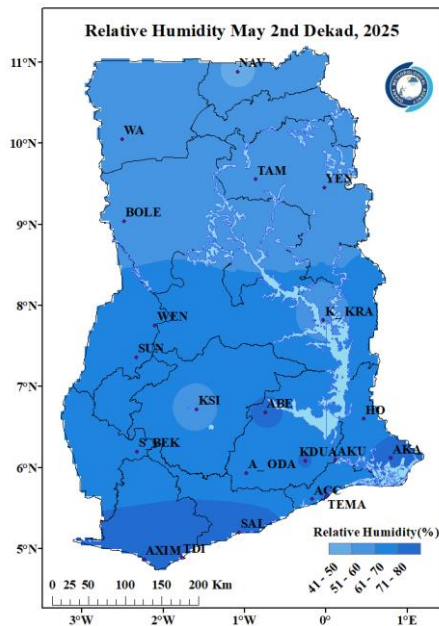 Relative Humidity May 2nd Dekad, 2025
11°N
NAV
10°N
WA
TAM
YEN
9°N
BOLE
8°N
WEN
K_KRA
SUN
7°N
KSI
ABE
HO
S_BEK
6°N
A_ODA
KDUA
AKU
AKA
ACC
TEMA
SAL
5°N
AXIM
TDI
Relative Humidity(%)
41 - 50
51 - 60
61 - 70
71 - 80
0 25 50 100 150 200 Km
3°W 2°W 1°W 0° 1°E